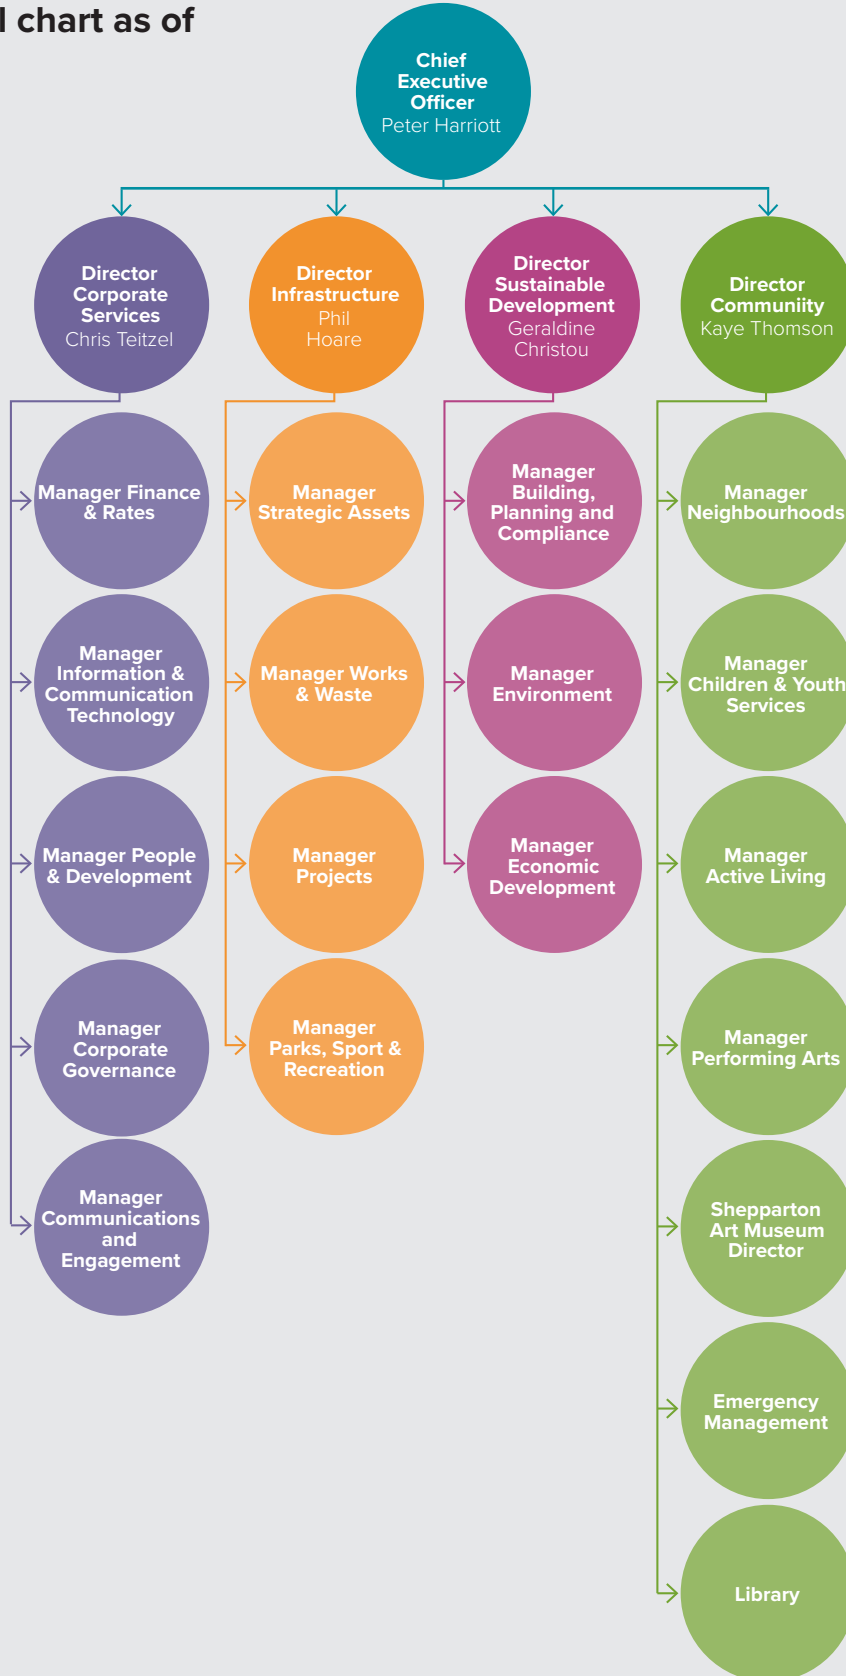 l chart as of
Chief
Executive
Officer
Peter Harriott
Director
Corporate
Services
Chris Teitzel
Director
Infrastructure
Phil
Hoare
Director
Sustainable
Development
Geraldine
Christou
Director
Communiity
Kaye Thomson
Manager Finance
& Rates
Manager
Information &
Communication
Technology
Manager People
& Development
Manager
Corporate
Governance
Manager
Communications
and
Engagement
Manager
Strategic Assets
Manager Works
& Waste
Manager
Projects
Manager
Parks, Sport &
Recreation
Manager
Building,
Planning and
Compliance
Manager
Environment
Manager
Economic
Development
Manager
Neighbourhoods
Manager
Children & Youth
Services
Manager
Active Living
Manager
Performing Arts
Shepparton
Art Museum
Director
Emergency
Management
Library